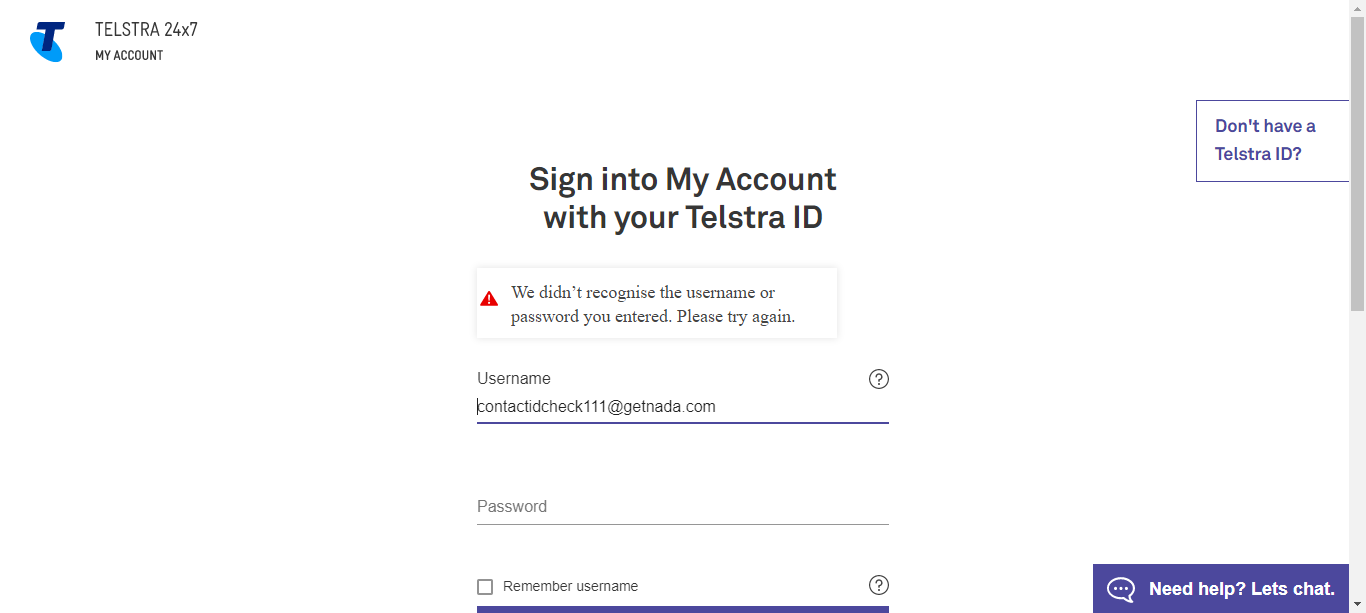 TELSTRA 24x7
MY ACCOUNT
Don't have a
Telstra ID?
Sign into My Account
with your Telstra ID
We didn’t recognise the username or
password you entered. Please try again.
Username
contactidcheck111@getnada.com
Password
Remember username
Need help? Lets chat.